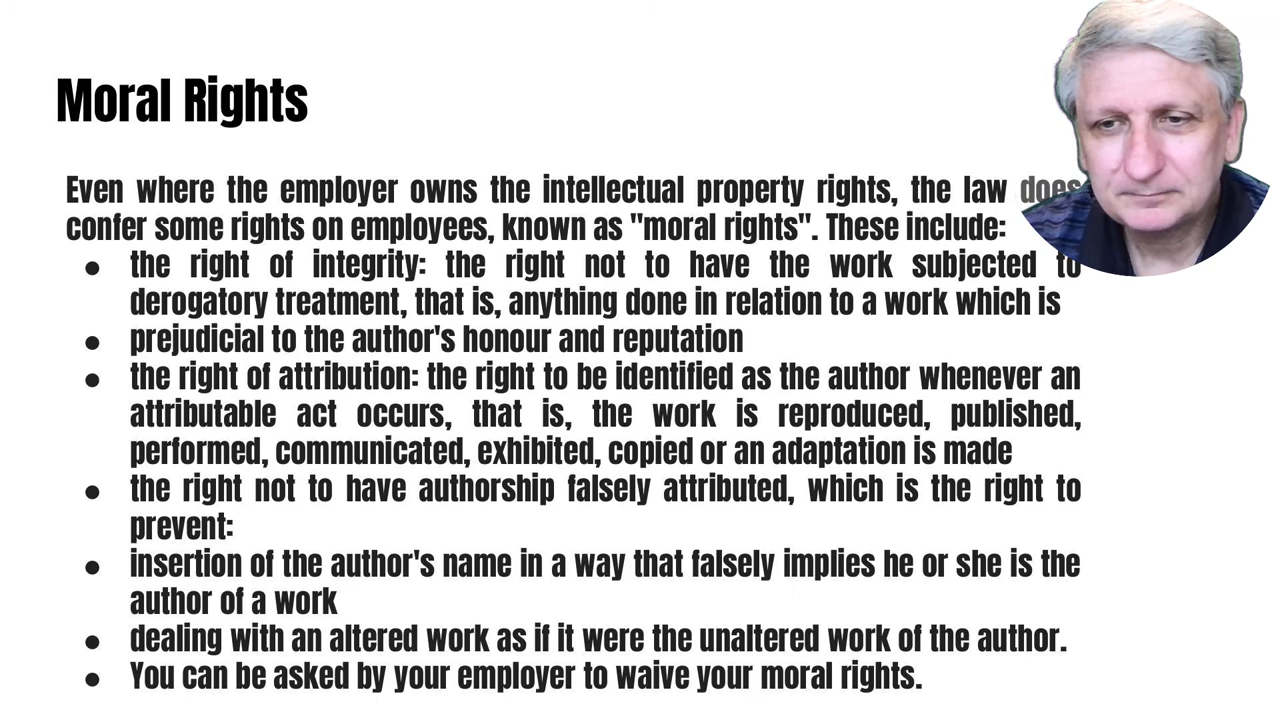 Moral Rights
Even where the employer owns the intellectual property rights, the law does
confer some rights on employees, known as "moral rights". These include:
● the right of integrity: the right not to have the work subjected to
derogatory treatment, that is, anything done in relation to a work which is
● prejudicial to the author's honour and reputation
● the right of attribution: the right to be identified as the author whenever an
attributable act occurs, that is, the work is reproduced, published,
performed, communicated, exhibited, copied or an adaptation is made
● the right not to have authorship falsely attributed, which is the right to
prevent:
● insertion of the author's name in a way that falsely implies he or she is the
author of a work
● dealing with an altered work as if it were the unaltered work of the author.
● You can be asked by your employer to waive your moral rights.